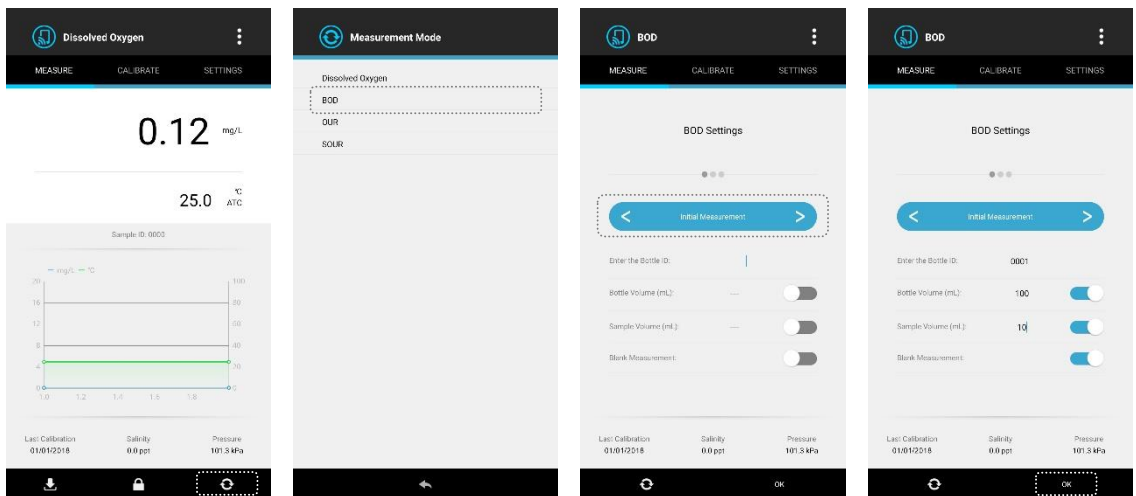 Dissolved Oxygen
MEASURE CALIBRATE SETTINGS
0.12 mg/L
25.0 °C
ATC
Sample ID: 0000
mg/L °C
20 100
16 80
12 60
8 40
4 20
0 0
1.0 1.2 1.4 1.6 1.8
Last Calibration Salinity Pressure
01/01/2018 0.0 ppt 101.3 kPa
Measurement Mode
Dissolved Oxygen
BOD
OUR
SOUR
BOD
MEASURE CALIBRATE SETTINGS
BOD Settings
< Initial Measurement >
Enter the Bottle ID:
Bottle Volume (mL): ---
Sample Volume (mL): ---
Blank Measurement:
Last Calibration Salinity Pressure
01/01/2018 0.0 ppt 101.3 kPa
OK
BOD
MEASURE CALIBRATE SETTINGS
BOD Settings
< Initial Measurement >
Enter the Bottle ID: 0001
Bottle Volume (mL): 100
Sample Volume (mL): 10
Blank Measurement:
Last Calibration Salinity Pressure
01/01/2018 0.0 ppt 101.3 kPa
OK